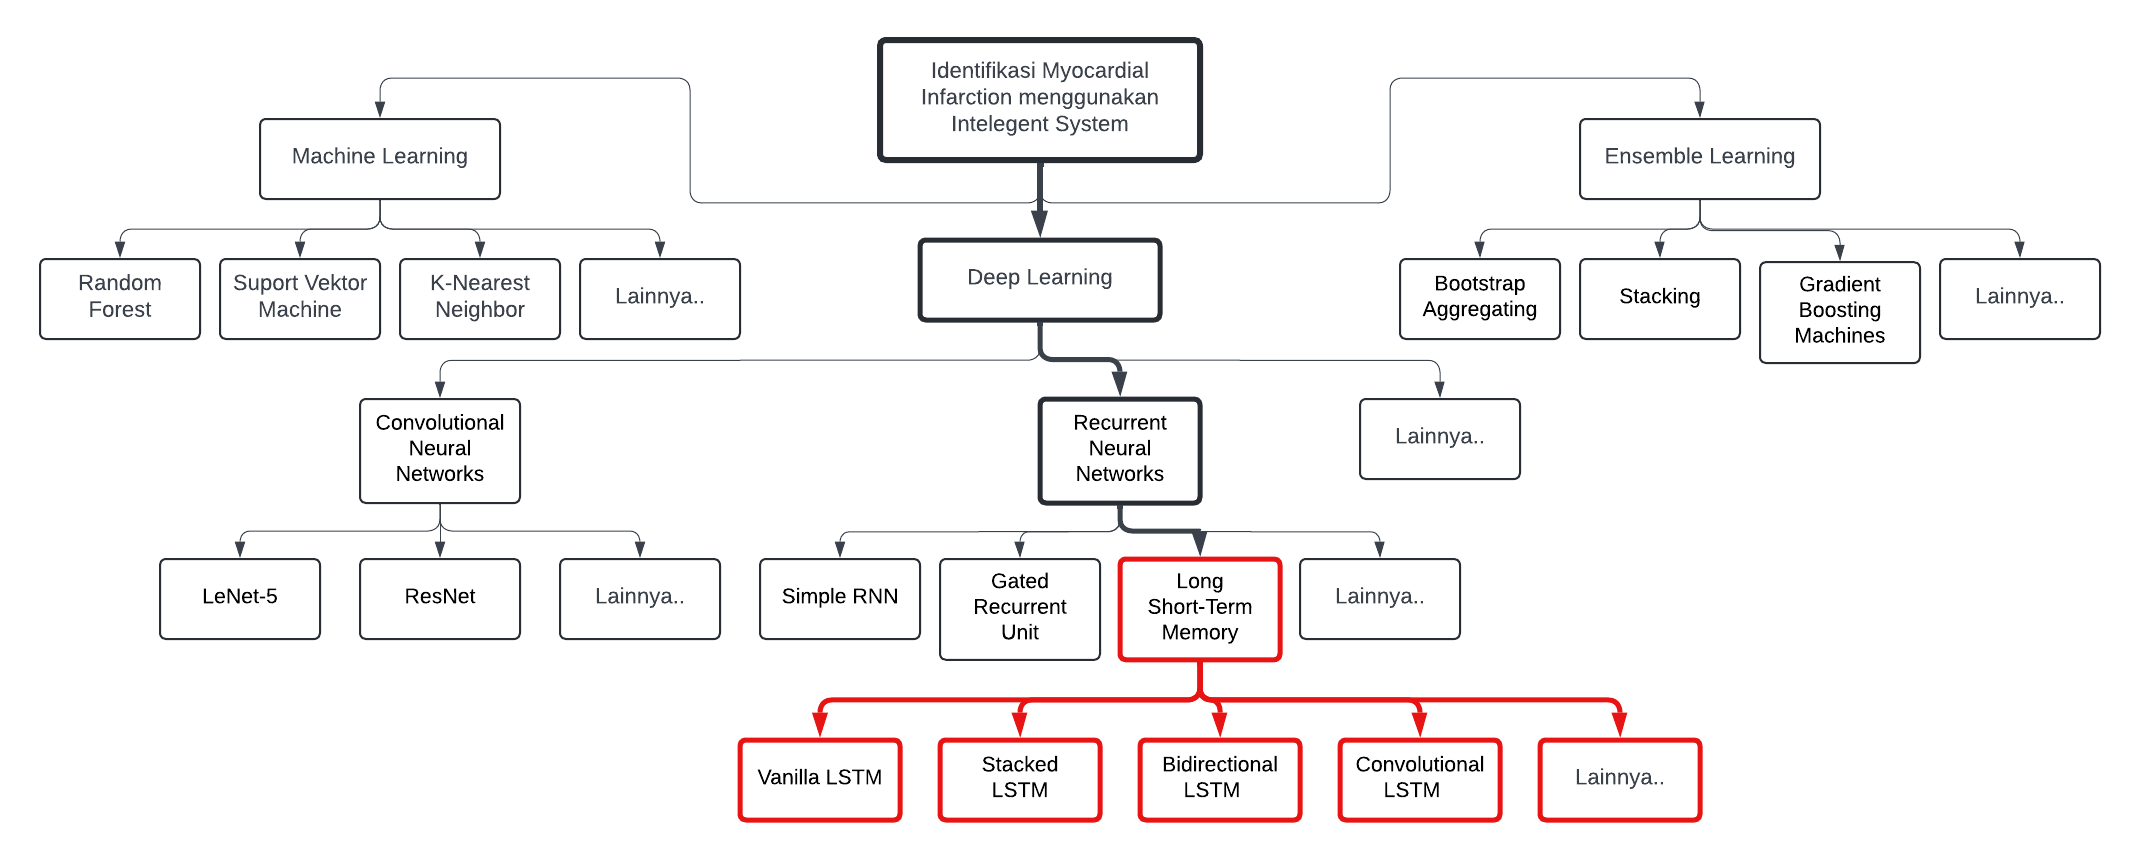 Identifikasi Myocardial
Infarction menggunakan
Intelegent System
Machine Learning
Ensemble Learning
Deep Learning
Random
Forest
Suport Vektor
Machine
K-Nearest
Neighbor
Lainnya..
Bootstrap
Aggregating
Stacking
Gradient
Boosting
Machines
Lainnya..
Convolutional
Neural
Networks
Recurrent
Neural
Networks
Lainnya..
LeNet-5
ResNet
Lainnya..
Simple RNN
Gated
Recurrent
Unit
Long
Short-Term
Memory
Lainnya..
Vanilla LSTM
Stacked
LSTM
Bidirectional
LSTM
Convolutional
LSTM
Lainnya..